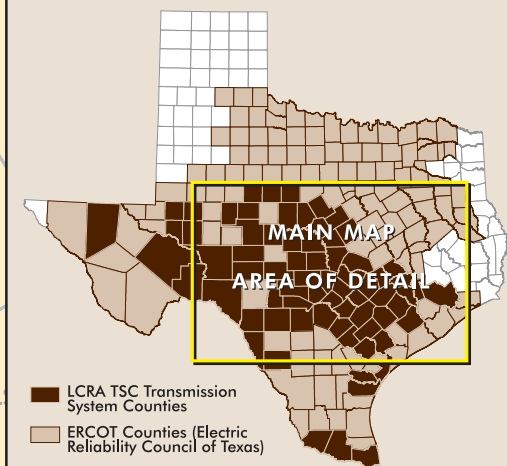 MAIN MAP
AREA OF DETAIL
LCRA TSC Transmission
System Counties
ERCOT Counties (Electric
Reliability Council of Texas)